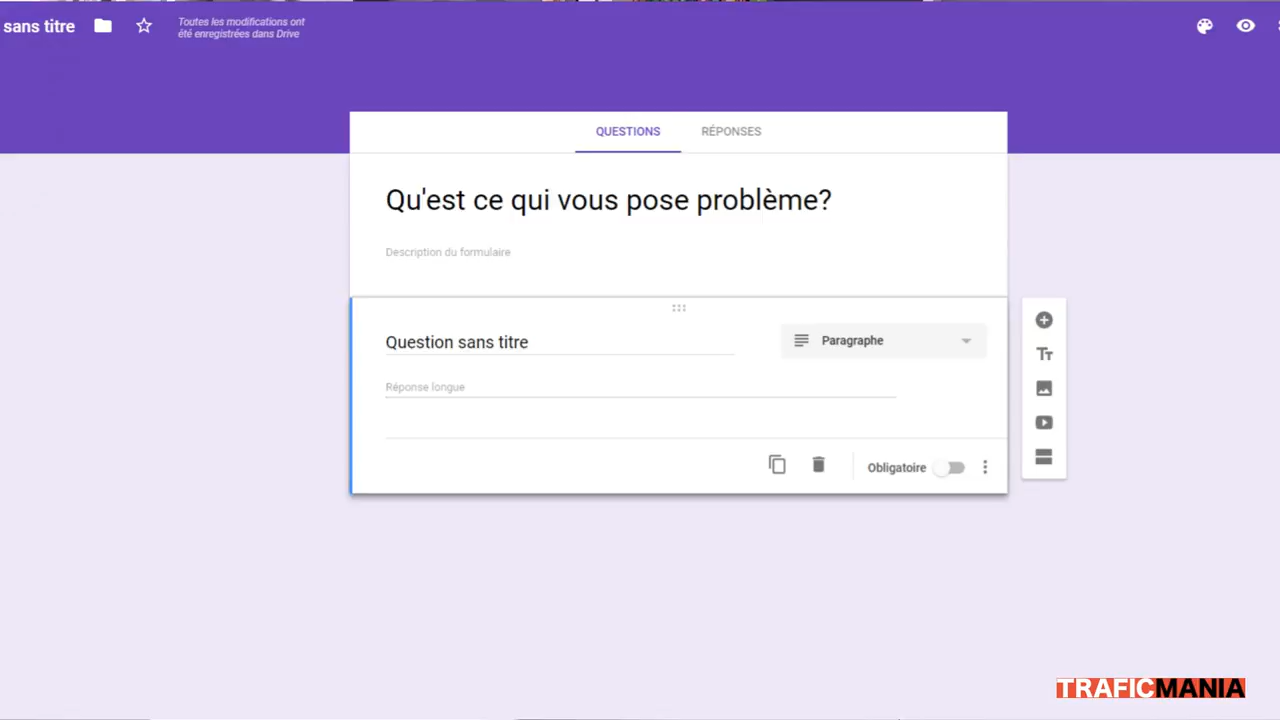 sans titre
Toutes les modifications ont
été enregistrées dans Drive
QUESTIONS
RÉPONSES
Qu'est ce qui vous pose problème?
Description du formulaire
Question sans titre
Paragraphe
Réponse longue
Obligatoire
TRAFICMANIA